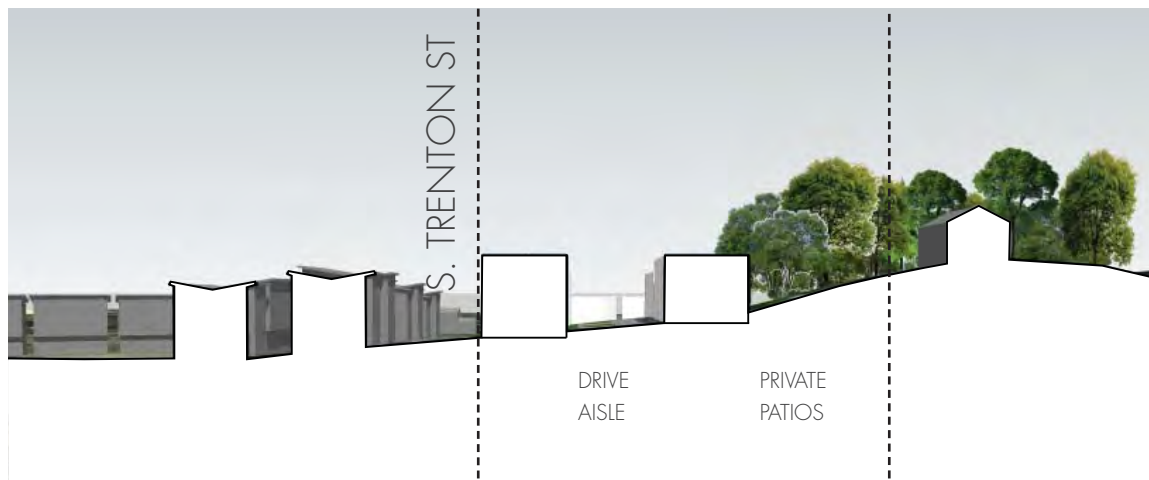 S. TRENTON ST
DRIVE
AISLE
PRIVATE
PATIOS